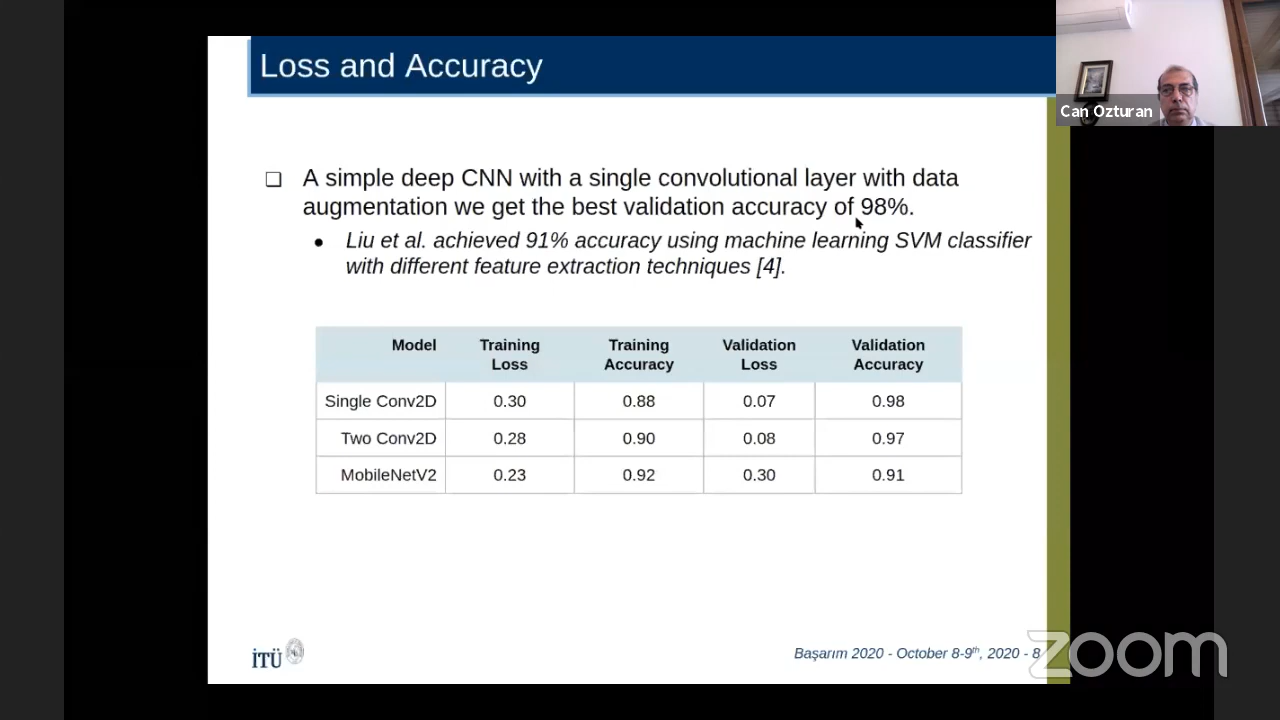 Loss and Accuracy
Can Ozturan
❑ A simple deep CNN with a single convolutional layer with data
augmentation we get the best validation accuracy of 98%.
● Liu et al. achieved 91% accuracy using machine learning SVM classifier
with different feature extraction techniques [4].
Model Training Loss Training Accuracy Validation Loss Validation Accuracy
Single Conv2D 0.30 0.88 0.07 0.98
Two Conv2D 0.28 0.90 0.08 0.97
MobileNetV2 0.23 0.92 0.30 0.91
İTÜ
Başarım 2020 - October 8-9th, 2020 - 8
zoom